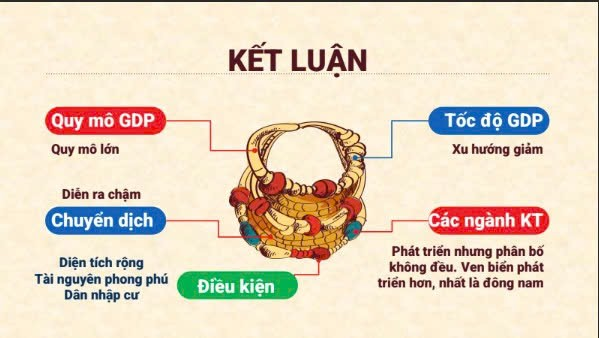 KẾT LUẬN
Quy mô GDP
Quy mô lớn
Tốc độ GDP
Xu hướng giảm
Diễn ra chậm
Chuyển dịch
Diện tích rộng
Tài nguyên phong phú
Dân nhập cư
Điều kiện
Các ngành KT
Phát triển nhưng phân bố
không đều. Ven biển phát
triển hơn, nhất là đông nam